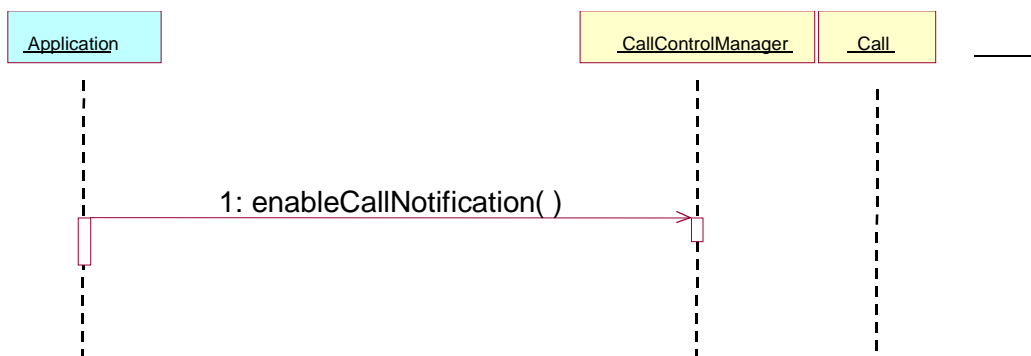 Application
CallControlManager
Call
1: enableCallNotification( )